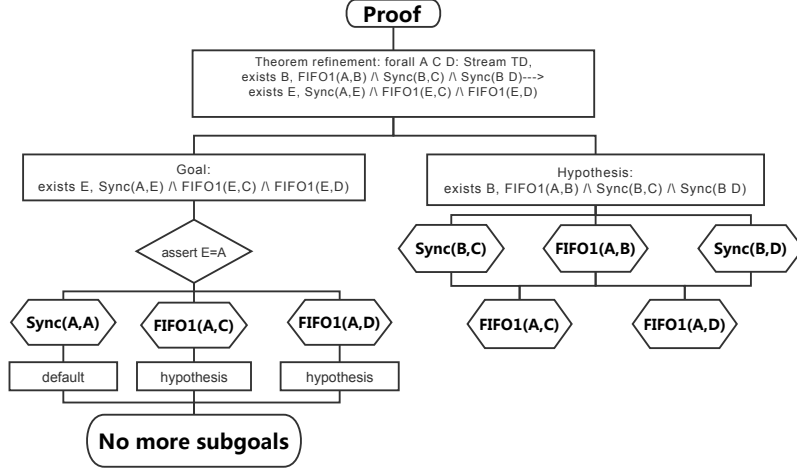 Proof
Theorem refinement: forall A C D: Stream TD,
exists B, FIFO1(A,B) /\ Sync(B,C) /\ Sync(B D)--->
exists E, Sync(A,E) /\ FIFO1(E,C) /\ FIFO1(E,D)
Goal:
exists E, Sync(A,E) /\ FIFO1(E,C) /\ FIFO1(E,D)
Hypothesis:
exists B, FIFO1(A,B) /\ Sync(B,C) /\ Sync(B D)
assert E=A
Sync(B,C)
FIFO1(A,B)
Sync(B,D)
Sync(A,A)
FIFO1(A,C)
FIFO1(A,D)
FIFO1(A,C)
FIFO1(A,D)
default
hypothesis
hypothesis
No more subgoals